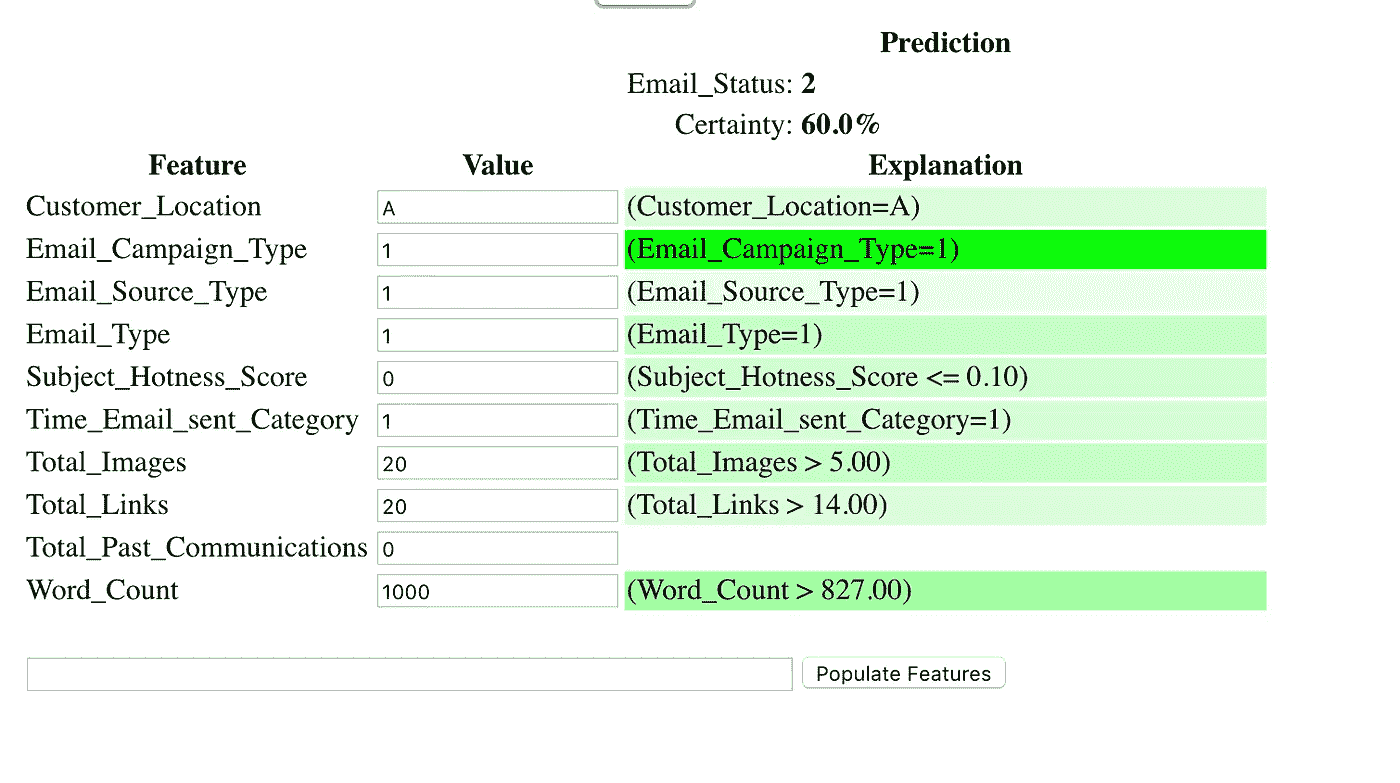 Prediction
Email_Status: 2
Certainty: 60.0%
Feature Value Explanation
Customer_Location A (Customer_Location=A)
Email_Campaign_Type 1 (Email_Campaign_Type=1)
Email_Source_Type 1 (Email_Source_Type=1)
Email_Type 1 (Email_Type=1)
Subject_Hotness_Score 0 (Subject_Hotness_Score <= 0.10)
Time_Email_sent_Category 1 (Time_Email_sent_Category=1)
Total_Images 20 (Total_Images > 5.00)
Total_Links 20 (Total_Links > 14.00)
Total_Past_Communications 0
Word_Count 1000 (Word_Count > 827.00)
Populate Features